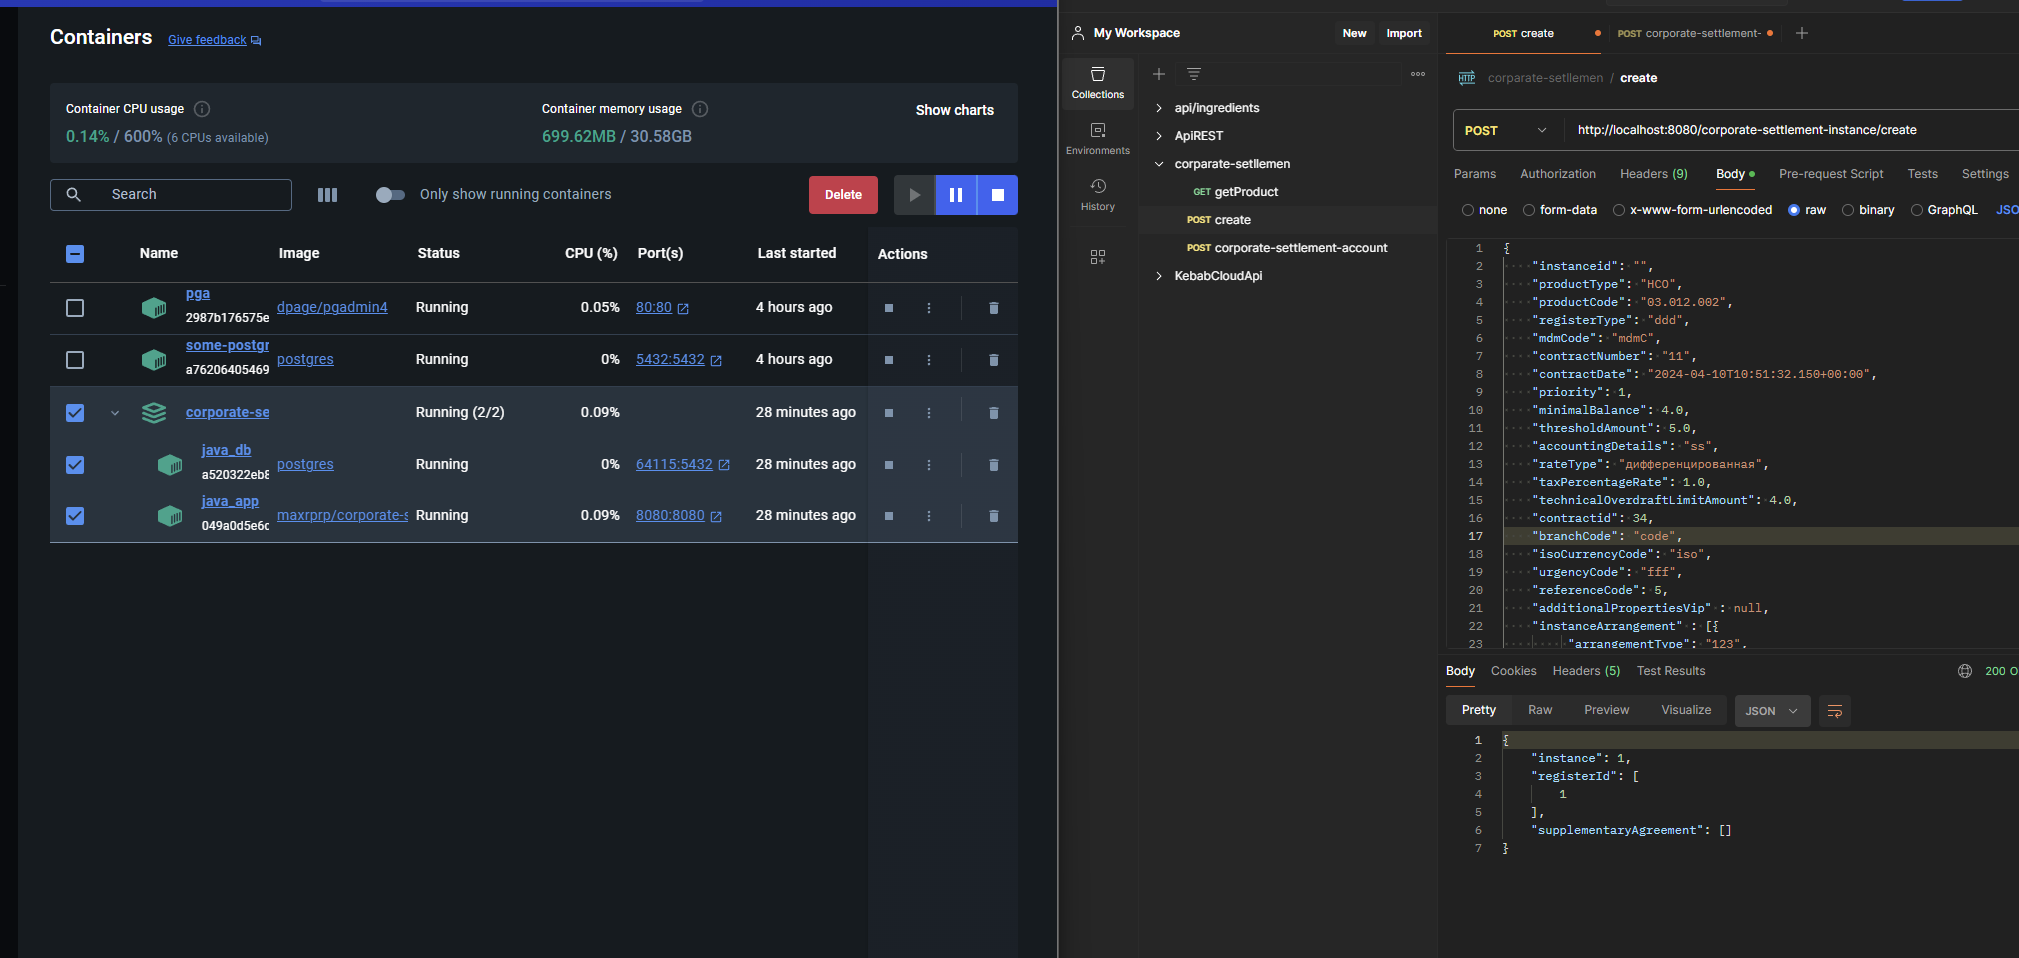 Containers Give feedback
Container CPU usage
0.14% / 600% (6 CPUs available)
Container memory usage
699.62MB / 30.58GB
Show charts
Search
Only show running containers
Delete
Name Image Status CPU (%) Port(s) Last started Actions
pga
2987b176575e dpage/pgadmin4 Running 0.05% 80:80 4 hours ago
some-postgr
a76206405469 postgres Running 0% 5432:5432 4 hours ago
corporate-se Running (2/2) 0.09% 28 minutes ago
java_db
a520322eb8 postgres Running 0% 64115:5432 28 minutes ago
java_app
049a0d5e6c maxrprp/corporate-s Running 0.09% 8080:8080 28 minutes ago
My Workspace New Import
Collections
Environments
History
api/ingredients
ApiREST
corparate-setllemen
GET getProduct
POST create
POST corporate-settlement-account
KebabCloudApi
POST create POST corporate-settlement-
HTTP corparate-setllemen / create
POST http://localhost:8080/corporate-settlement-instance/create
Params Authorization Headers (9) Body Pre-request Script Tests Settings
none form-data x-www-form-urlencoded raw binary GraphQL JSO
1 {
2 "instanceid": "",
3 "productType": "HCO",
4 "productCode": "03.012.002",
5 "registerType": "ddd",
6 "mdmCode": "mdmC",
7 "contractNumber": "11",
8 "contractDate": "2024-04-10T10:51:32.150+00:00",
9 "priority": 1,
10 "minimalBalance": 4.0,
11 "thresholdAmount": 5.0,
12 "accountingDetails": "ss",
13 "rateType": "дифференцированная",
14 "taxPercentageRate": 1.0,
15 "technicalOverdraftLimitAmount": 4.0,
16 "contractid": 34,
17 "branchCode": "code",
18 "isoCurrencyCode": "iso",
19 "urgencyCode": "fff",
20 "referenceCode": 5,
21 "additionalPropertiesVip" : null,
22 "instanceArrangement" : [{
23 "arrangementType": "123",
Body Cookies Headers (5) Test Results 200 O
Pretty Raw Preview Visualize JSON
1 {
2 "instance": 1,
3 "registerId": [
4 1
5 ],
6 "supplementaryAgreement": []
7 }